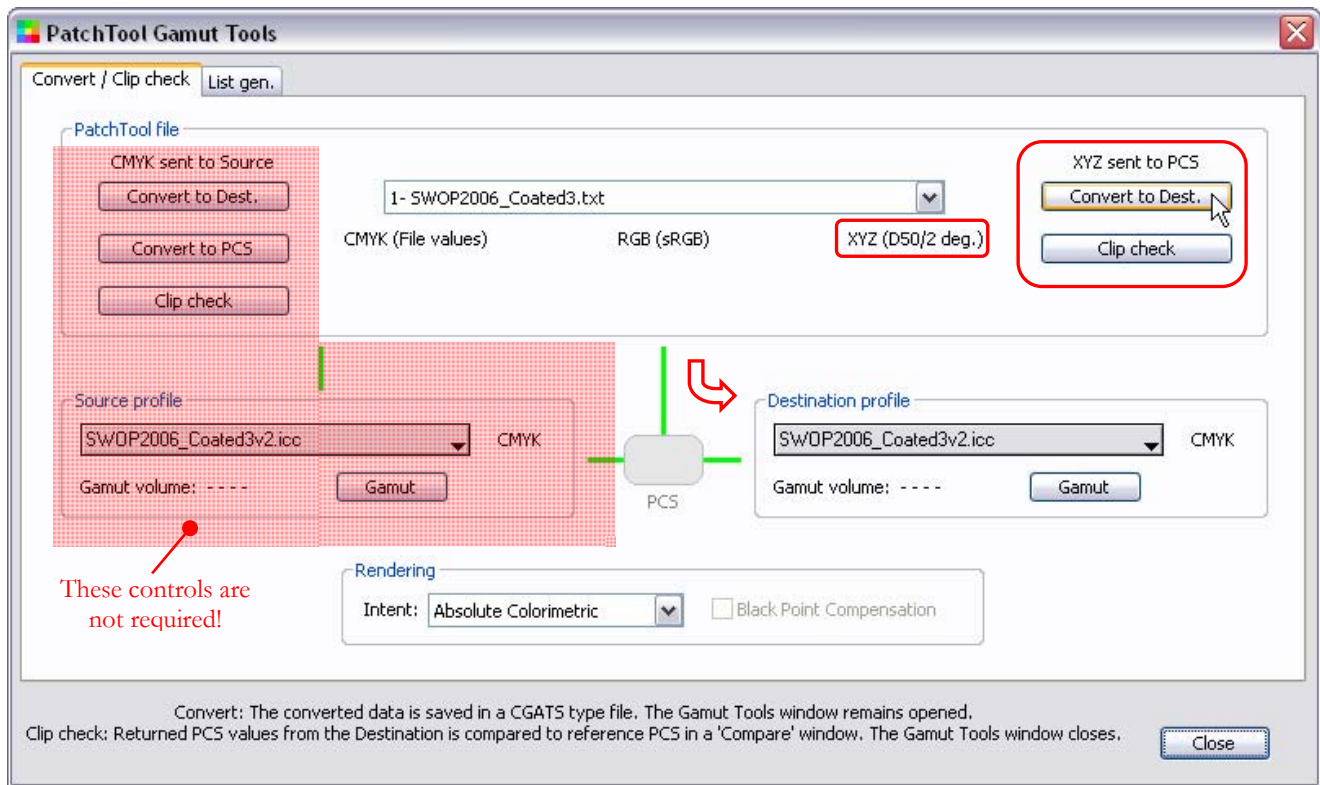 PatchTool Gamut Tools
Convert / Clip check
List gen.
PatchTool file
CMYK sent to Source
Convert to Dest.
Convert to PCS
Clip check
1- SWOP2006_Coated3.txt
CMYK (File values)
RGB (sRGB)
XYZ (D50/2 deg.)
XYZ sent to PCS
Convert to Dest.
Clip check
Source profile
SWOP2006_Coated3v2.icc
CMYK
Gamut volume: - - - -
Gamut
PCS
Destination profile
SWOP2006_Coated3v2.icc
CMYK
Gamut volume: - - - -
Gamut
These controls are
not required!
Rendering
Intent:
Absolute Colorimetric
Black Point Compensation
Convert: The converted data is saved in a CGATS type file. The Gamut Tools window remains opened.
Clip check: Returned PCS values from the Destination is compared to reference PCS in a 'Compare' window. The Gamut Tools window closes.
Close